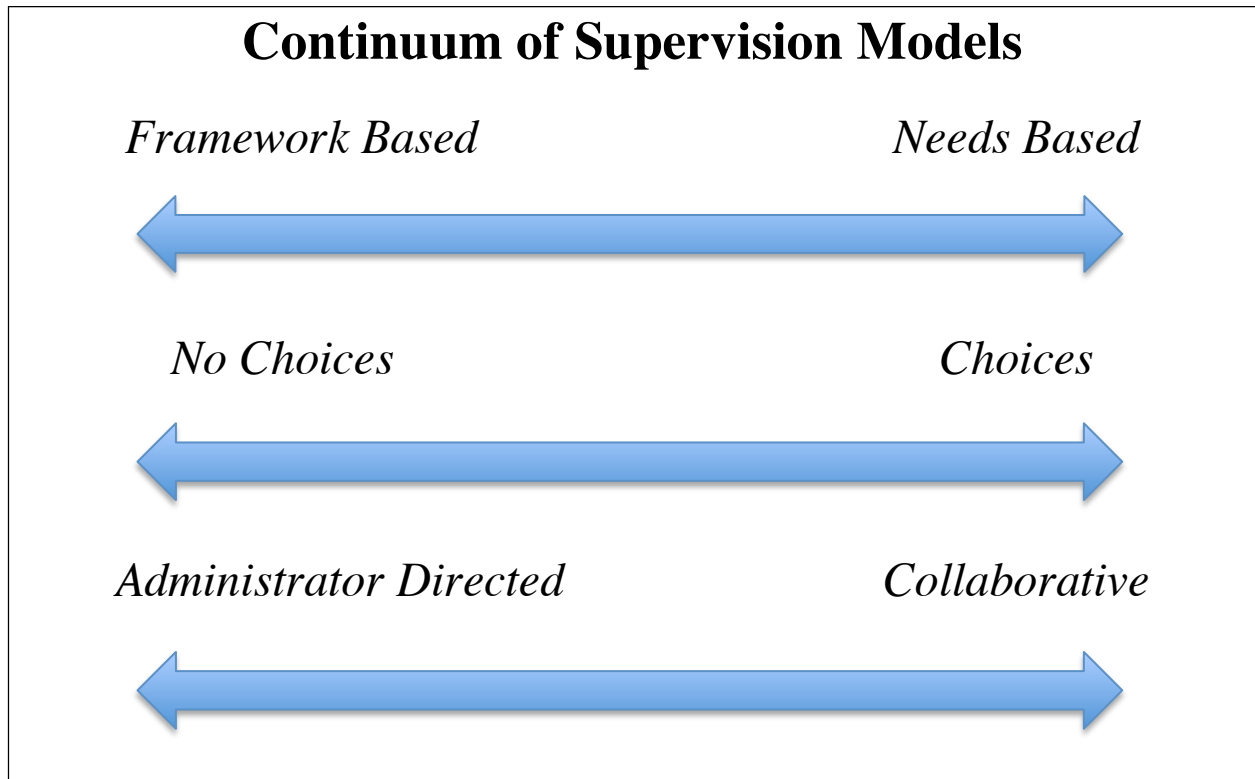 Continuum of Supervision Models
Framework Based Needs Based
No Choices Choices
Administrator Directed Collaborative